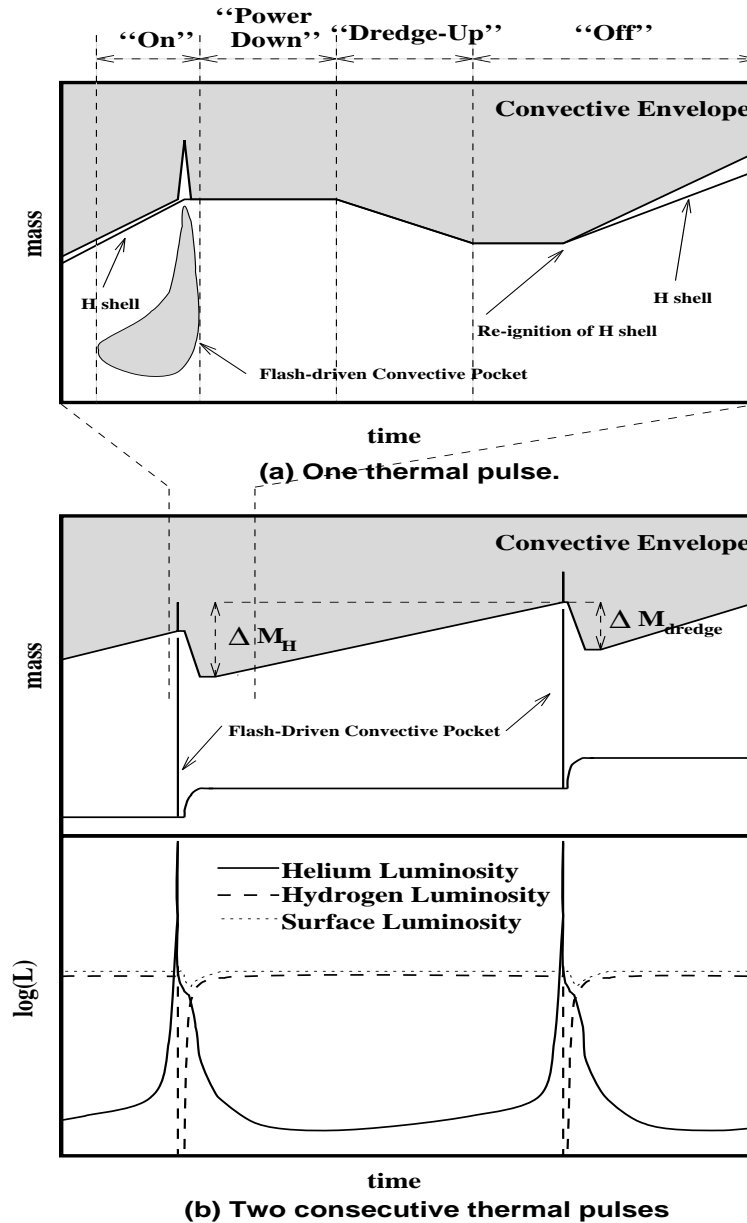 “Power
“On”
Down”
“Dredge-Up”
“Off”
Convective Envelope
mass
H shell
H shell
Re-ignition of H shell
Flash-driven Convective Pocket
time
(a) One thermal pulse.
Convective Envelope
mass
Δ M_H
Δ M_dredge
Flash-Driven Convective Pocket
log(L)
Helium Luminosity
Hydrogen Luminosity
Surface Luminosity
time
(b) Two consecutive thermal pulses